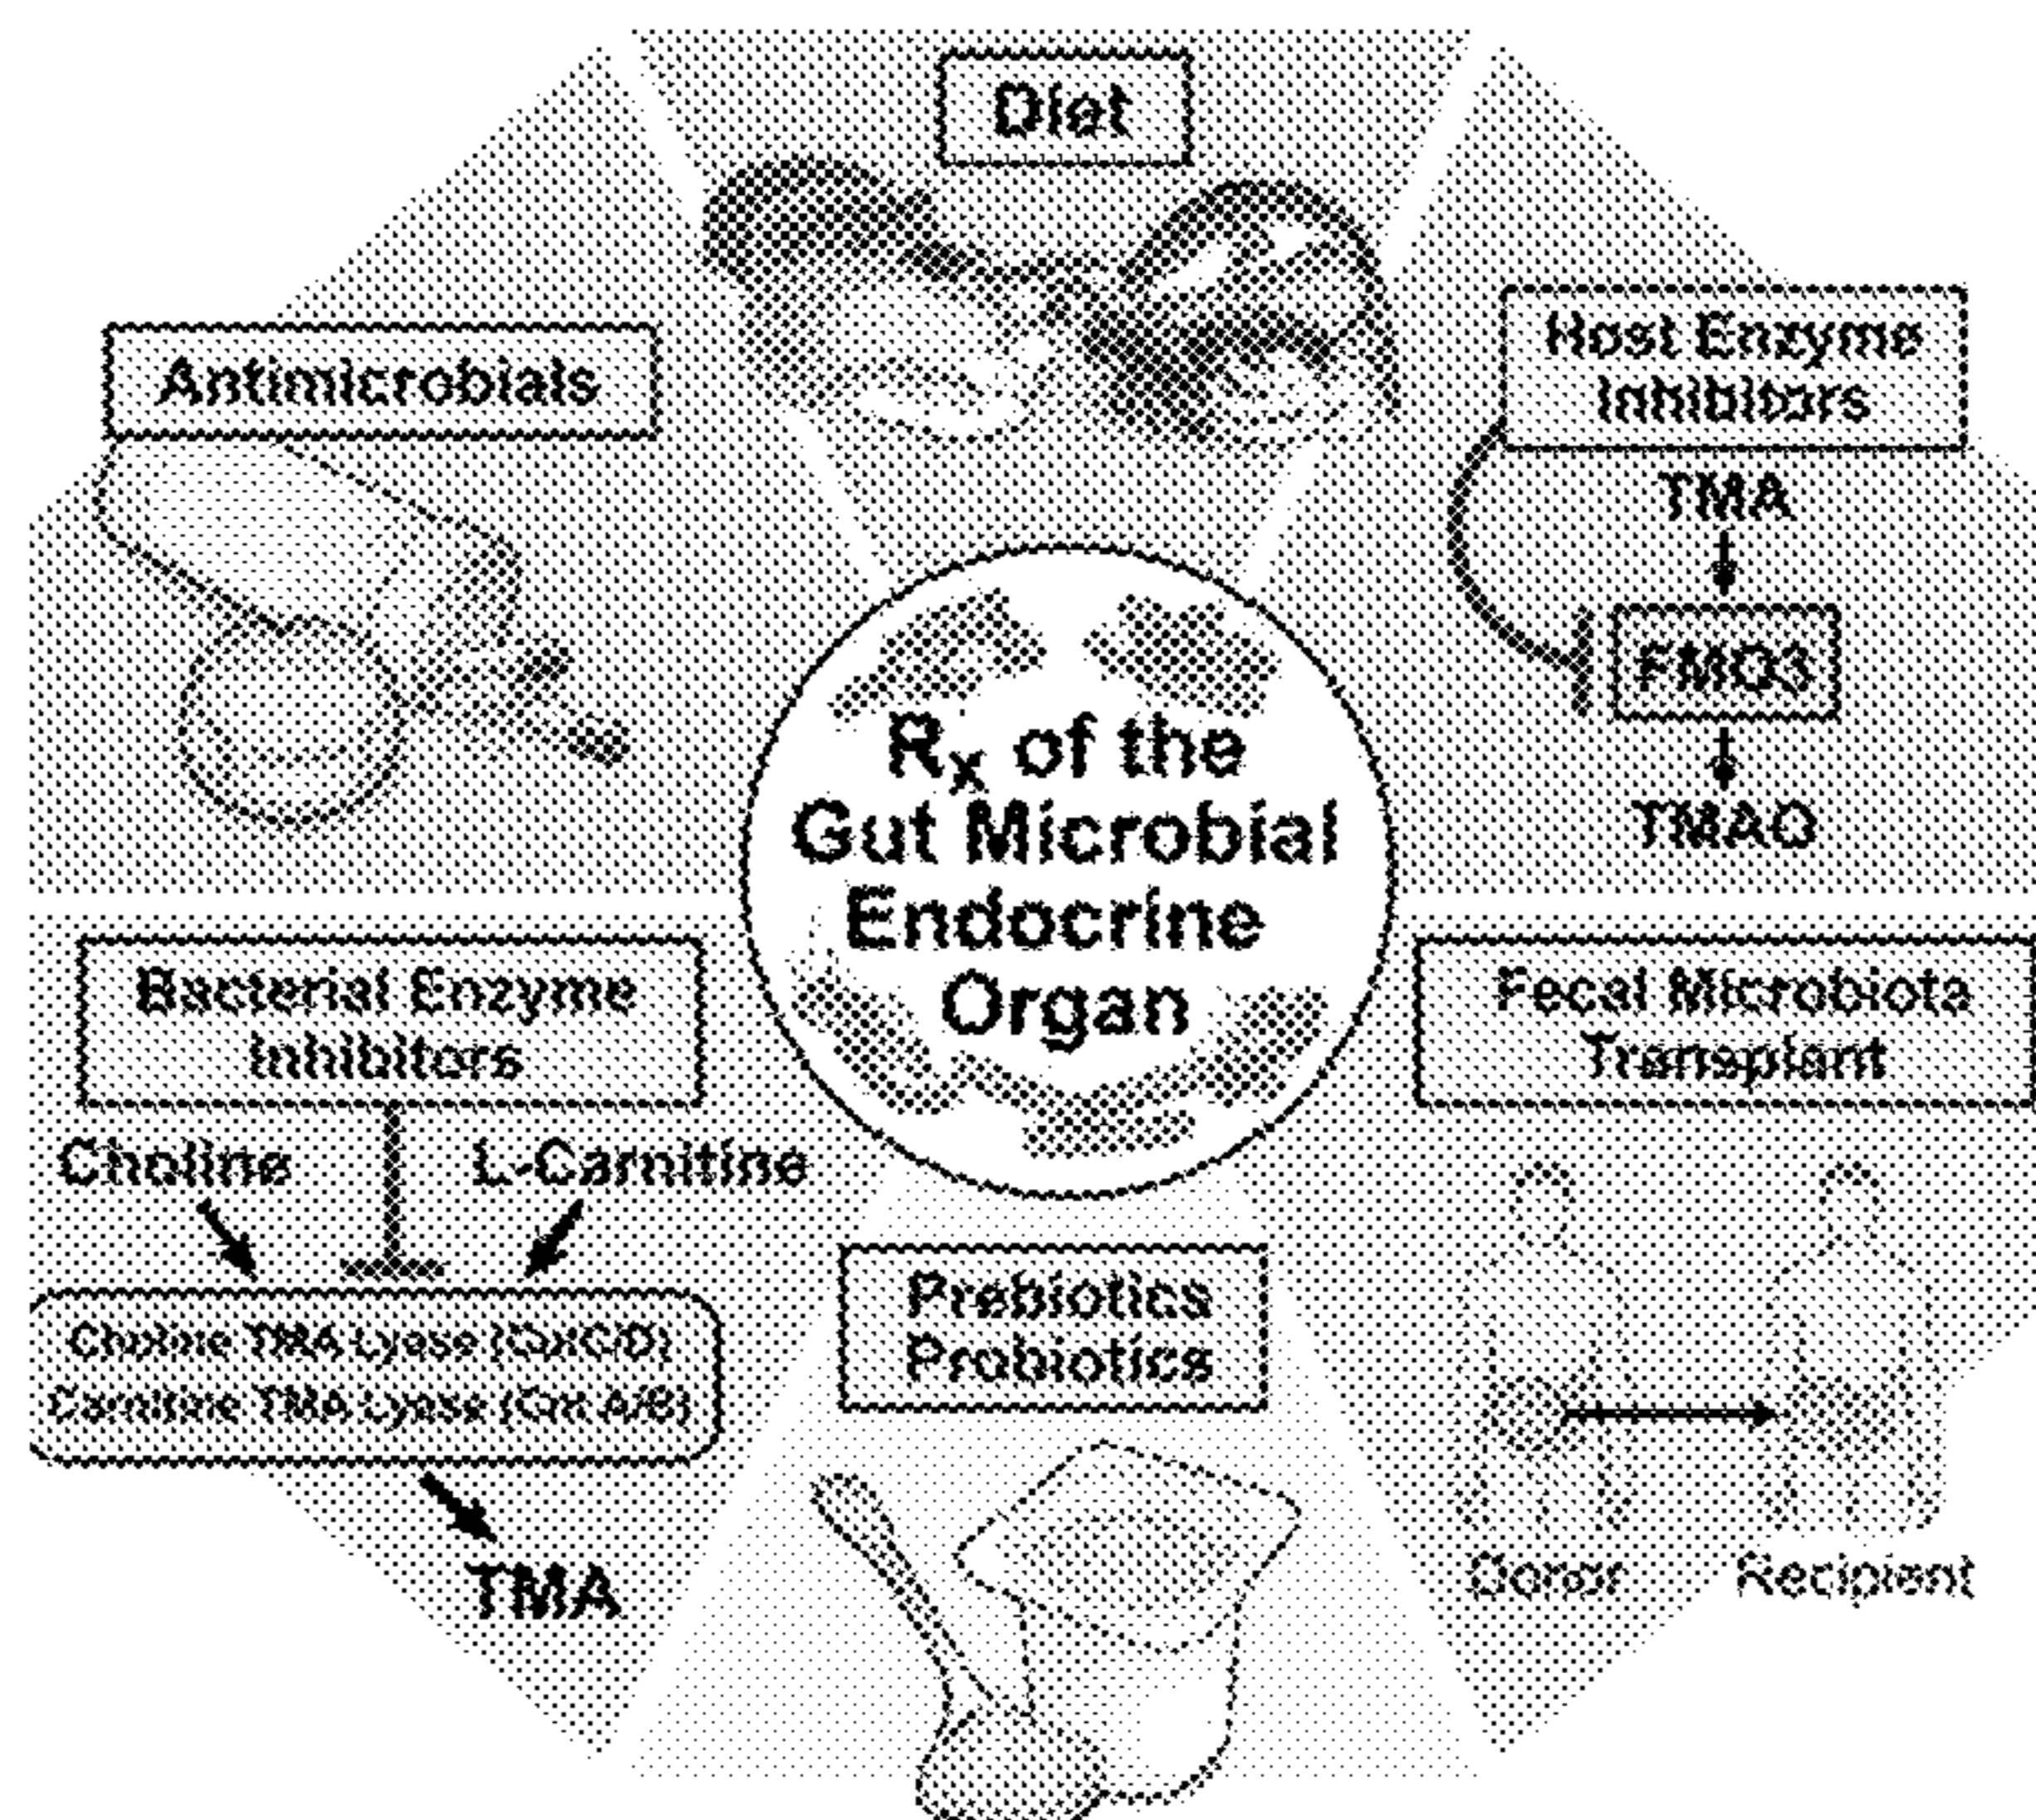 Diet
Antimicrobials
Host Enzyme
Inhibitors
TMA
FMO3
TMAO
Rx of the
Gut Microbial
Endocrine
Organ
Bacterial Enzyme
Inhibitors
Choline
L-Carnitine
Choline TMA Lyase (CutC/D)
Carnitine TMA Lyase (Cnt A/B)
TMA
Fecal Microbiota
Transplant
Donor
Recipient
Prebiotics
Probiotics